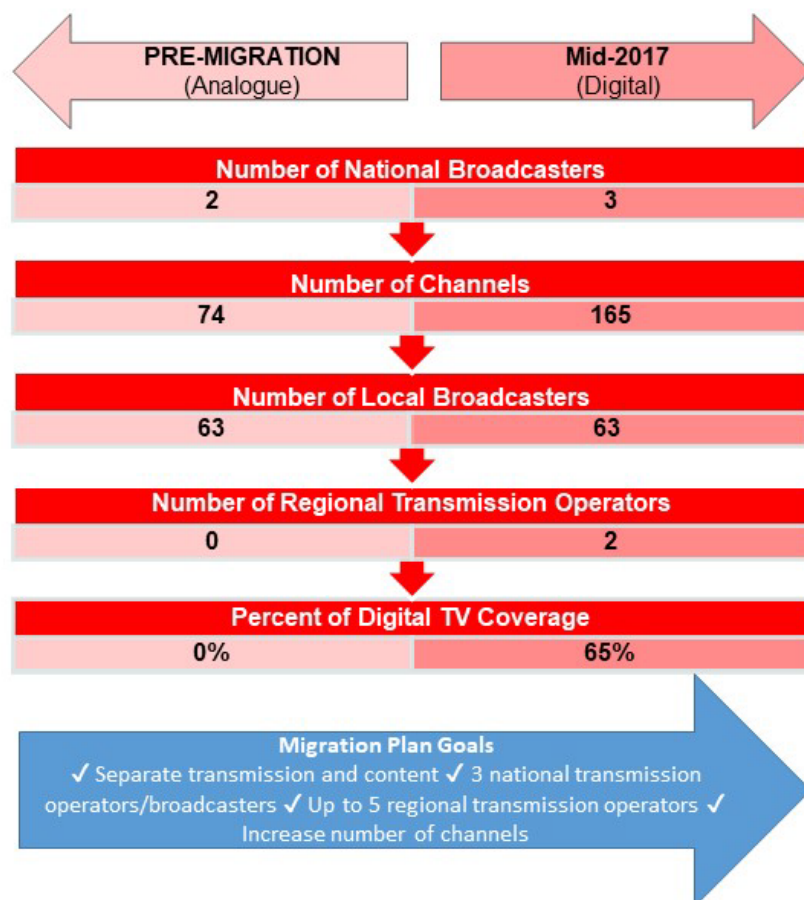 PRE-MIGRATION
(Analogue)
Mid-2017
(Digital)
Number of National Broadcasters
2
3
Number of Channels
74
165
Number of Local Broadcasters
63
63
Number of Regional Transmission Operators
0
2
Percent of Digital TV Coverage
0%
65%
Migration Plan Goals
✓ Separate transmission and content ✓ 3 national transmission
operators/broadcasters ✓ Up to 5 regional transmission operators ✓
Increase number of channels